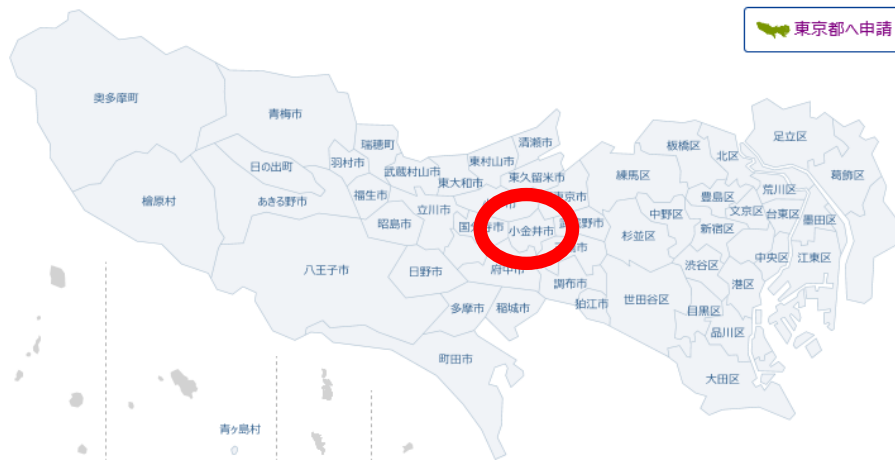 東京都へ申請
奥多摩町
青梅市
瑞穂町
清瀬市
板橋区
足立区
北区
羽村市
武蔵村山市
東村山市
日の出町
東大和市
東久留米市
練馬区
葛飾区
檜原村
あきる野市
福生市
豊島区
荒川区
立川市
中野区
文京区
台東区
墨田区
昭島市
小金井市
杉並区
新宿区
八王子市
日野市
府中市
渋谷区
中央区
江東区
調布市
港区
多摩市
稲城市
狛江市
世田谷区
目黒区
品川区
町田市
大田区
青ヶ島村